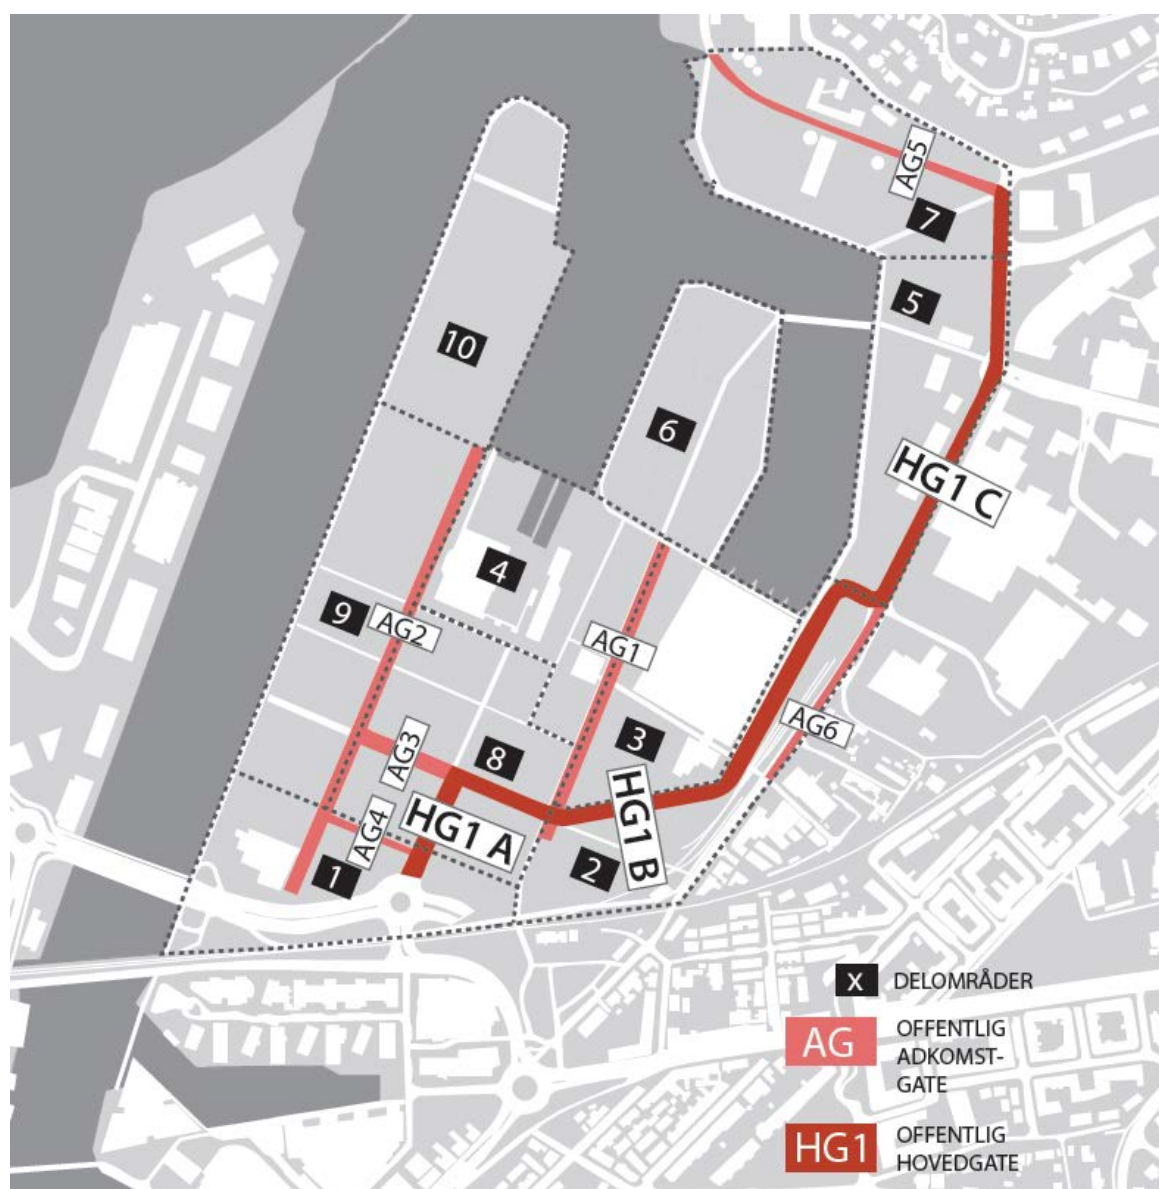 AG5
7
5
10
6
HG1 C
4
9
AG2
AG1
AG6
AG3
8
3
HG1 A
AG4
HG1 B
1
2
X DELOMRÅDER
AG OFFENTLIG
ADKOMST-
GATE
HG1 OFFENTLIG
HOVEDGATE